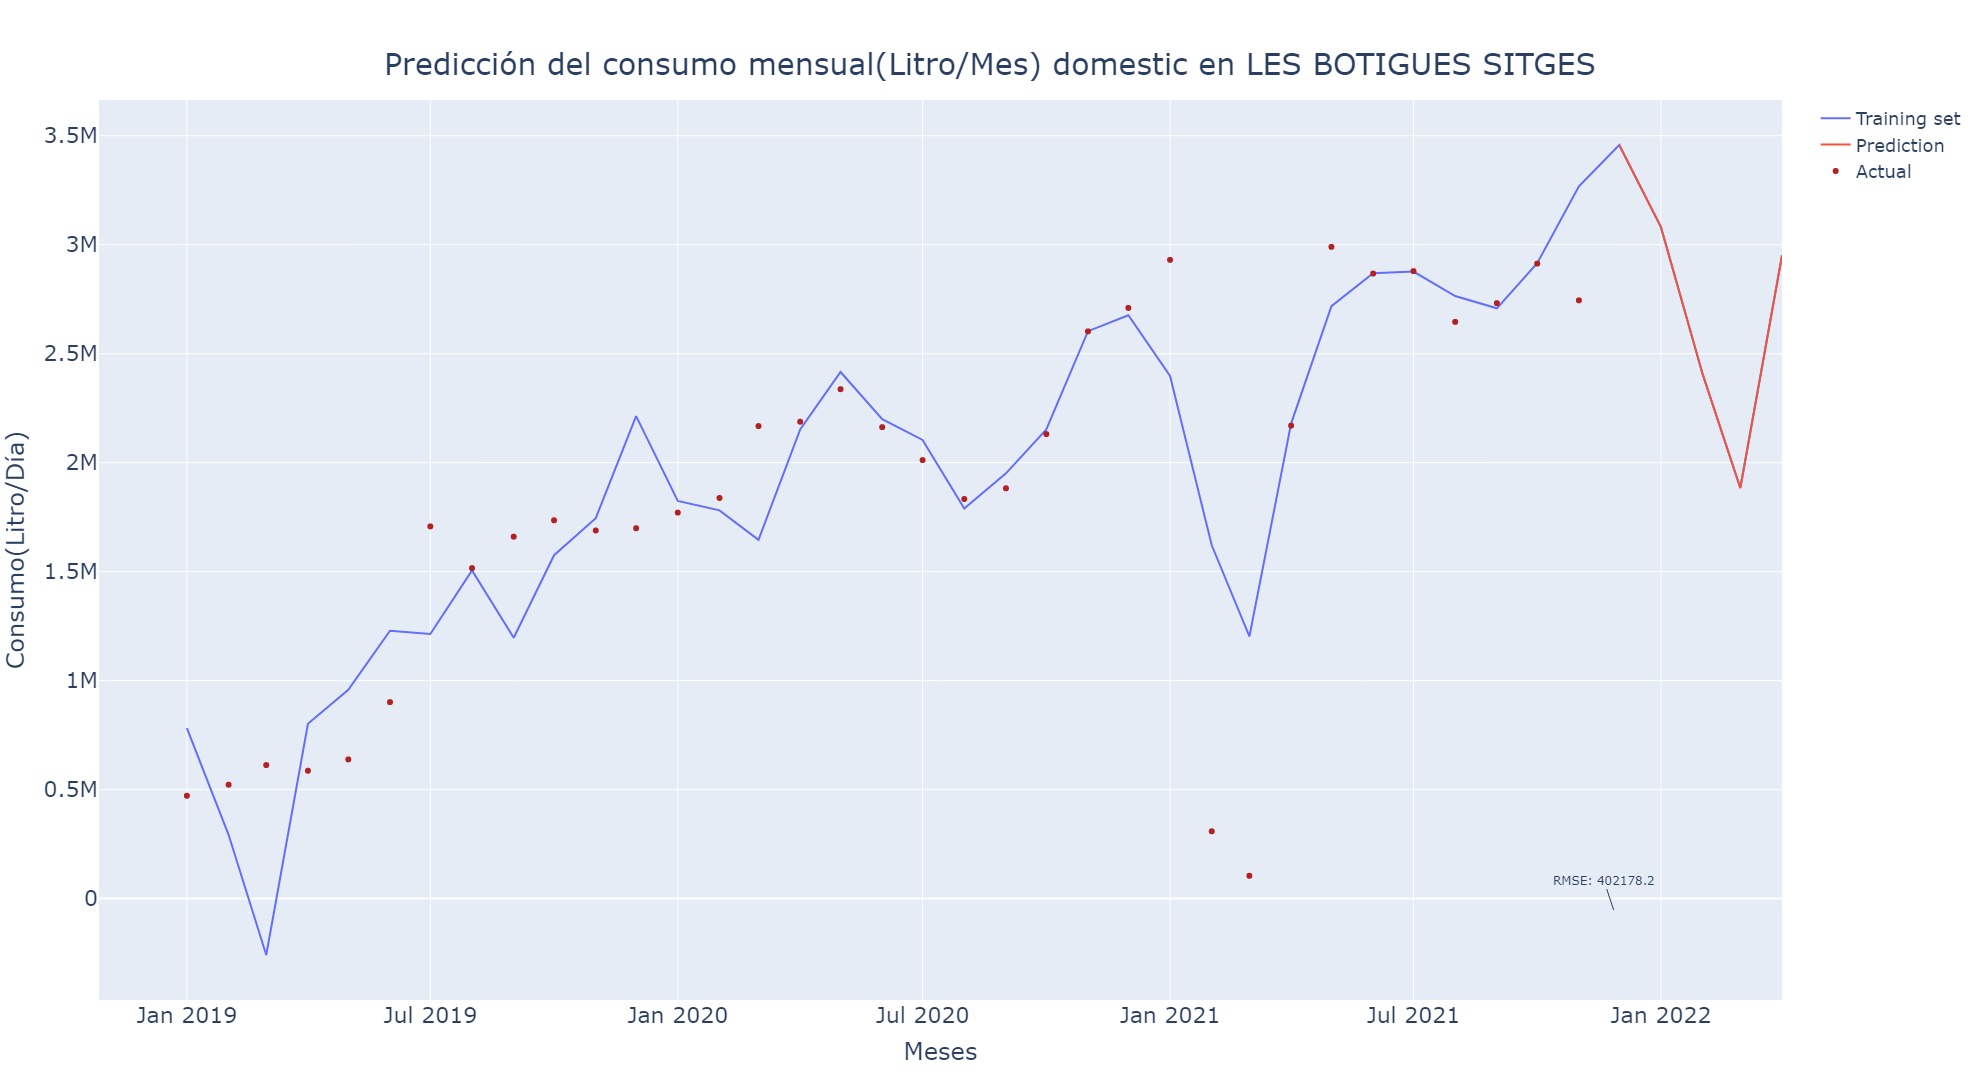 Predicción del consumo mensual(Litro/Mes) domestic en LES BOTIGUES SITGES
Training set
Prediction
Actual
Consumo(Litro/Día)
3.5M
3M
2.5M
2M
1.5M
1M
0.5M
0
RMSE: 402178.2
Jan 2019
Jul 2019
Jan 2020
Jul 2020
Jan 2021
Jul 2021
Jan 2022
Meses